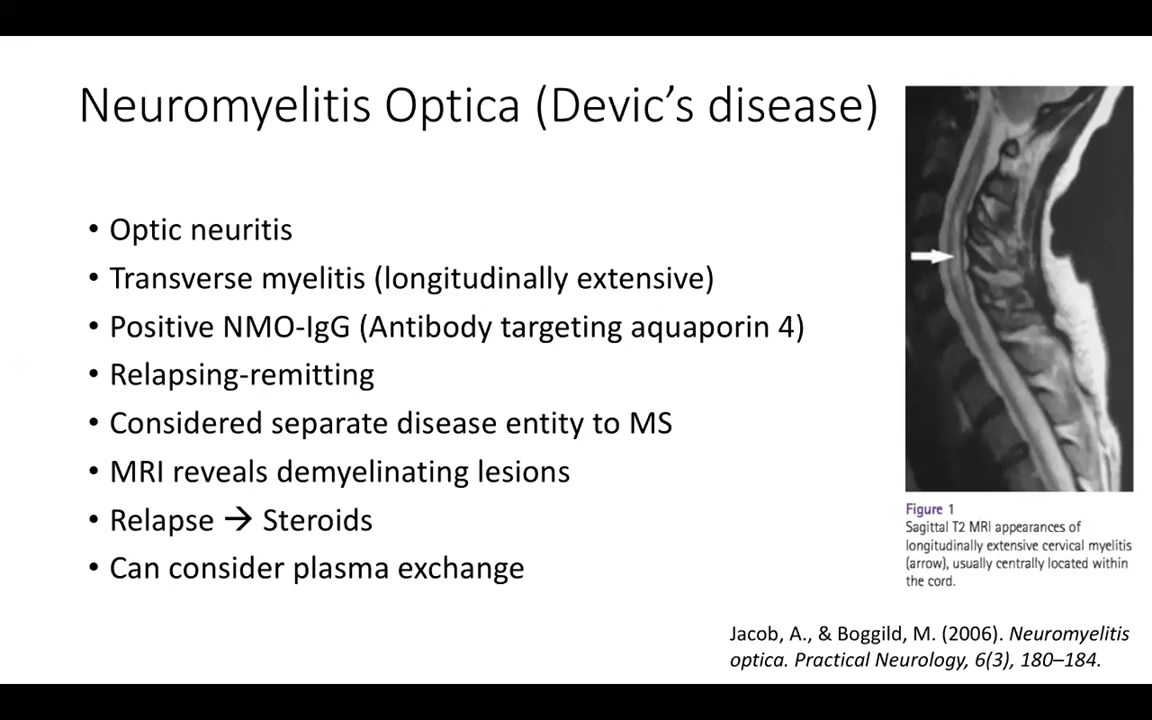 Neuromyelitis Optica (Devic’s disease)
• Optic neuritis
• Transverse myelitis (longitudinally extensive)
• Positive NMO-IgG (Antibody targeting aquaporin 4)
• Relapsing-remitting
• Considered separate disease entity to MS
• MRI reveals demyelinating lesions
• Relapse → Steroids
• Can consider plasma exchange
Figure 1
Sagittal T2 MRI appearances of
longitudinally extensive cervical myelitis
(arrow), usually centrally located within
the cord.
Jacob, A., & Boggild, M. (2006). Neuromyelitis
optica. Practical Neurology, 6(3), 180–184.